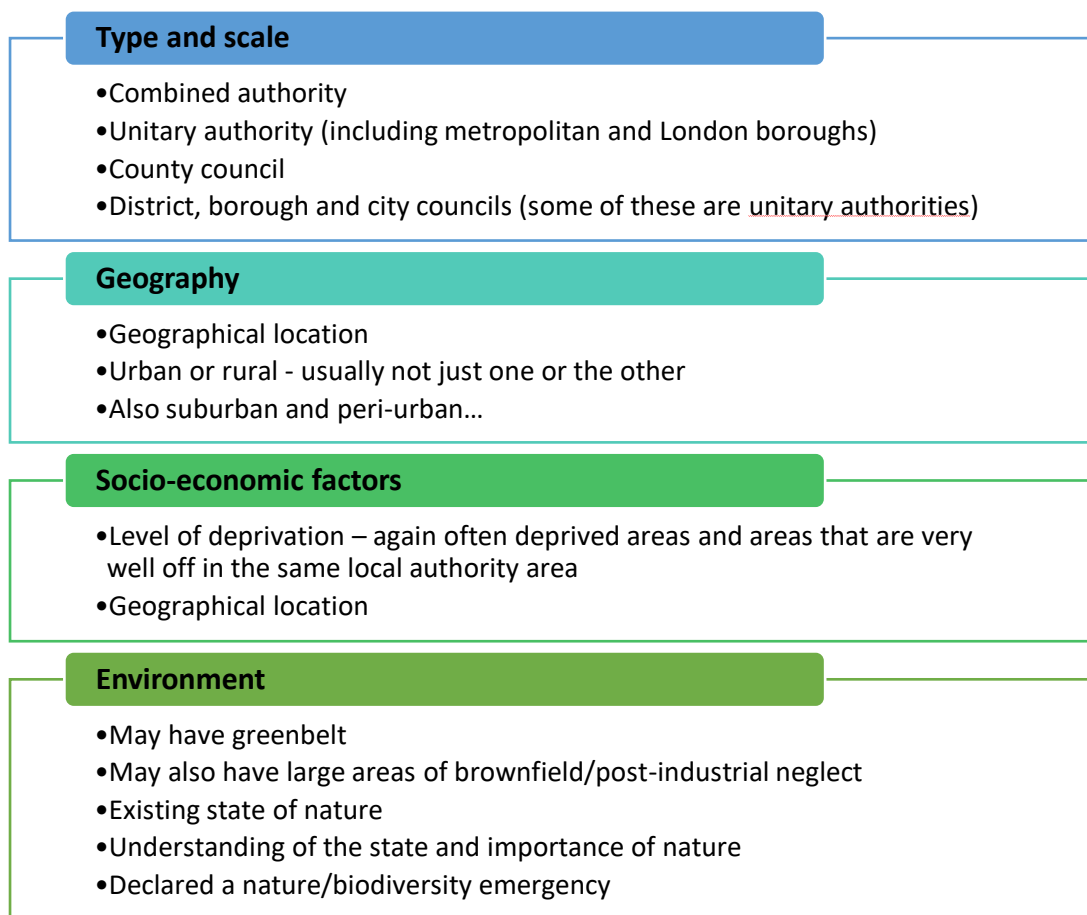 Type and scale
•Combined authority
•Unitary authority (including metropolitan and London boroughs)
•County council
•District, borough and city councils (some of these are unitary authorities)
Geography
•Geographical location
•Urban or rural - usually not just one or the other
•Also suburban and peri-urban…
Socio-economic factors
•Level of deprivation – again often deprived areas and areas that are very
well off in the same local authority area
•Geographical location
Environment
•May have greenbelt
•May also have large areas of brownfield/post-industrial neglect
•Existing state of nature
•Understanding of the state and importance of nature
•Declared a nature/biodiversity emergency